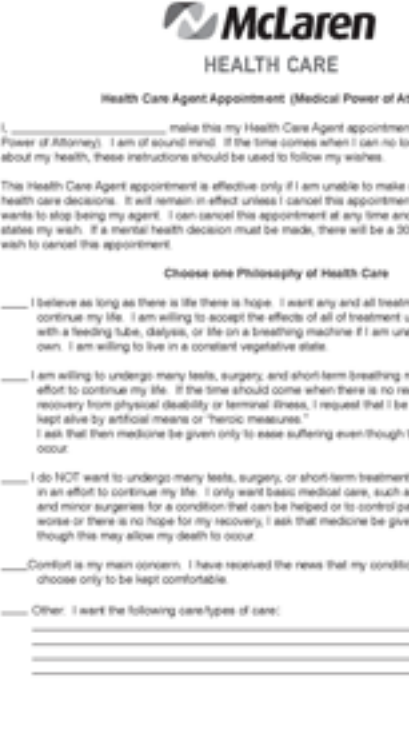 McLaren
HEALTH CARE
Health Care Agent Appointment (Medical Power of
I, ____________________ make this my Health Care Agent appointment
Power of Attorney). I am of sound mind. If the time comes when I can no
about my health, these instructions should be used to follow my wishes.
This Health Care Agent appointment is effective only if I am unable to make
health care decisions. It will remain in effect unless I cancel this appointment
wants to stop being my agent. I can cancel this appointment at any time and
states my wish. If a mental health decision must be made, there will be a 30
wish to cancel this appointment.
Choose one Philosophy of Health Care
____ I believe as long as there is life there is hope. I want any and all
continue my life. I am willing to accept the effects of all of treatment
with a feeding tube, dialysis, or life on a breathing machine if I am
own. I am willing to live in a constant vegetative state.
____ I am willing to undergo many tests, surgery, and short-term breathing
effort to continue my life. If the time should come when there is no
recovery from physical disability or terminal illness, I request that I be
kept alive by artificial means or "heroic measures."
I ask that then medicine be given only to ease suffering even though
occur.
____ I do NOT want to undergo many tests, surgery, or short-term treatment
in an effort to continue my life. I only want basic medical care, such
and minor surgeries for a condition that can be helped or to control
worse or there is no hope for my recovery, I ask that medicine be
though this may allow my death to occur.
____Comfort is my main concern. I have received the news that my
choose only to be kept comfortable.
____ Other: I want the following care/types of care: